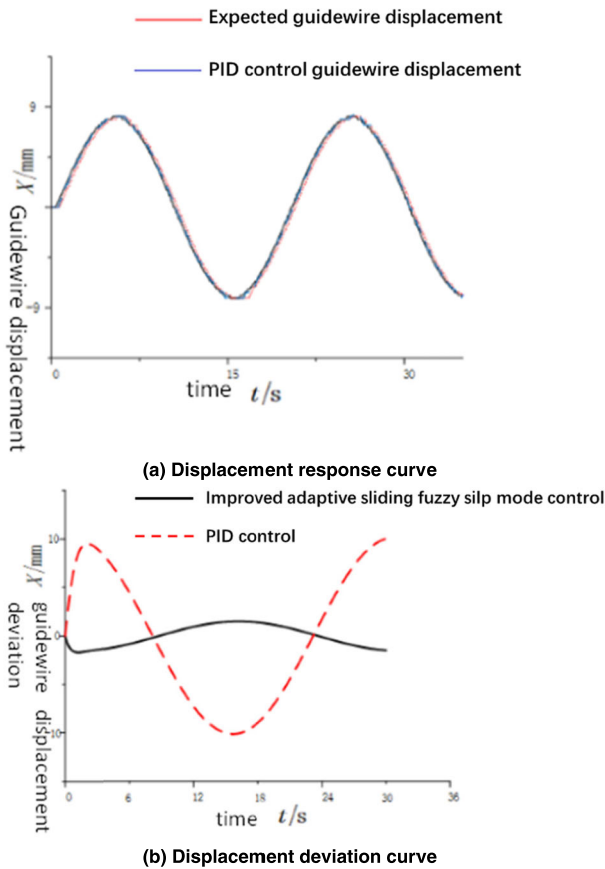 Expected guidewire displacement
PID control guidewire displacement
9
-9
Guidewire displacement X/mm
0
15
30
time t/s
(a) Displacement response curve
Improved adaptive sliding fuzzy silp mode control
PID control
10
0
10
guidewire displacement
deviation
X/mm
0
6
12
18
24
30
36
time t/s
(b) Displacement deviation curve